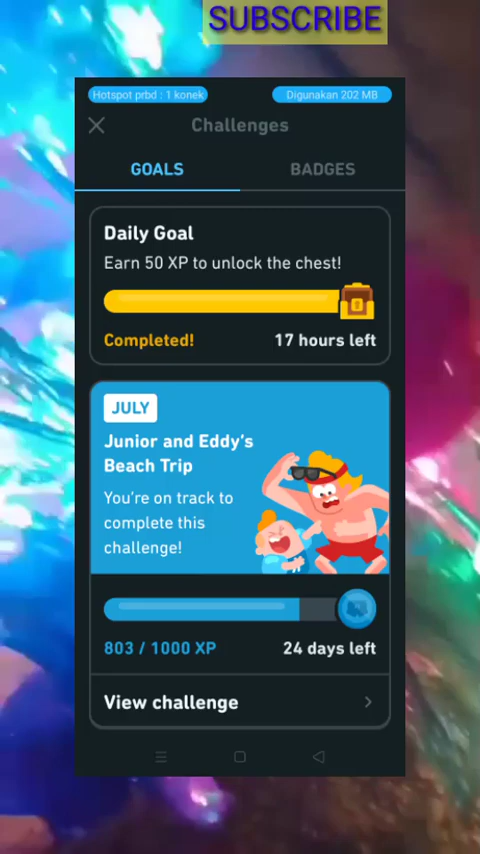 SUBSCRIBE
Hotspot prbd : 1 konek
Digunakan 202 MB
Challenges
GOALS
BADGES
Daily Goal
Earn 50 XP to unlock the chest!
Completed!
17 hours left
JULY
Junior and Eddy's
Beach Trip
You're on track to
complete this
challenge!
803 / 1000 XP
24 days left
View challenge